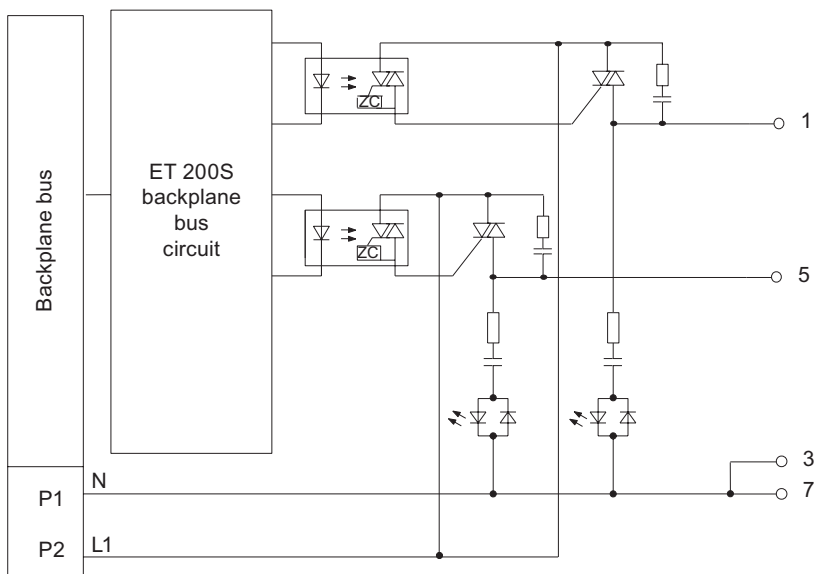 Backplane bus
ET 200S
backplane
bus
circuit
ZC
1
ZC
5
3
7
P1
N
P2
L1